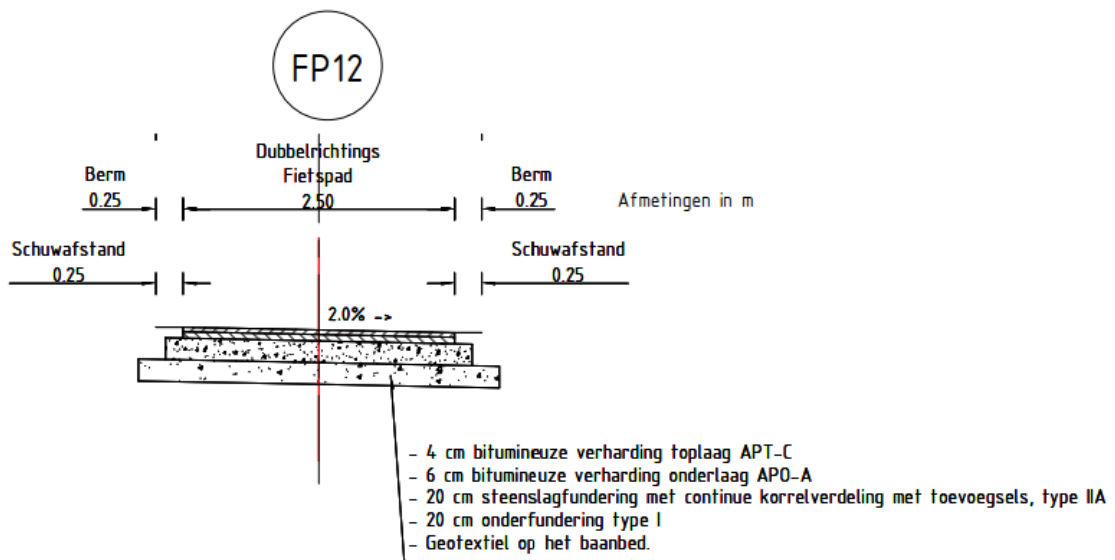 FP12
Dubbelrichtings
Fietspad
2.50
Berm
0.25
Berm
0.25
Afmetingen in m
Schuwafstand
0.25
Schuwafstand
0.25
2.0% ->
- 4 cm bitumineuze verharding toplaag APT-C
- 6 cm bitumineuze verharding onderlaag APO-A
- 20 cm steenslagfundering met continue korrelverdeling met toevoegsels, type IIA
- 20 cm onderfundering type I
- Geotextiel op het baanbed.